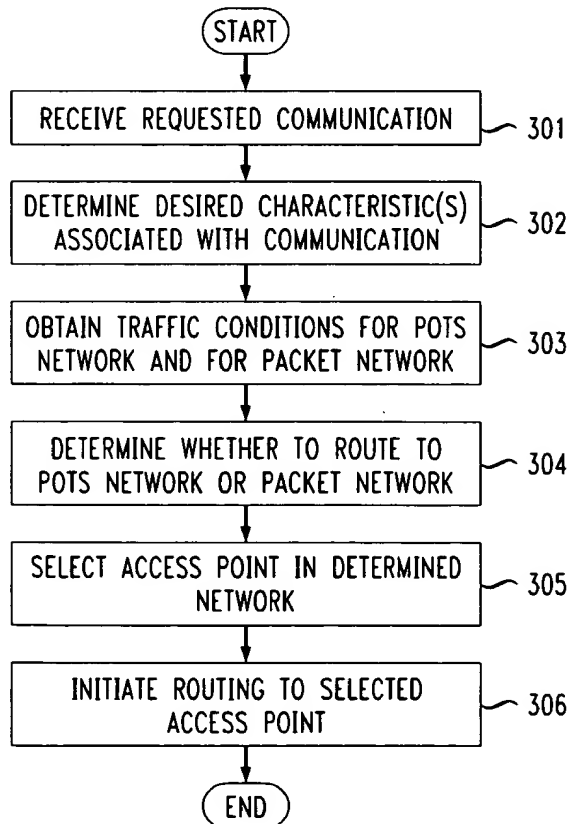 START
RECEIVE REQUESTED COMMUNICATION
301
DETERMINE DESIRED CHARACTERISTIC(S)
ASSOCIATED WITH COMMUNICATION
302
OBTAIN TRAFFIC CONDITIONS FOR POTS
NETWORK AND FOR PACKET NETWORK
303
DETERMINE WHETHER TO ROUTE TO
POTS NETWORK OR PACKET NETWORK
304
SELECT ACCESS POINT IN DETERMINED
NETWORK
305
INITIATE ROUTING TO SELECTED
ACCESS POINT
306
END